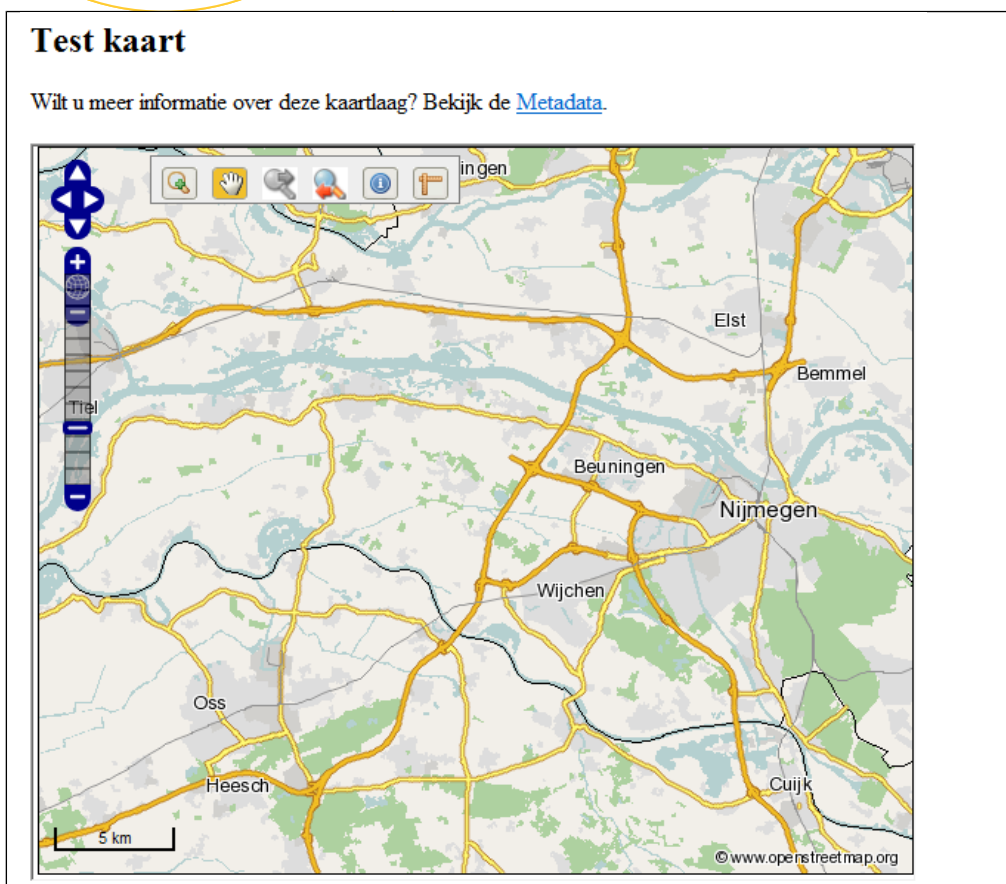 Test kaart
Wilt u meer informatie over deze kaartlaag? Bekijk de Metadata.
ingen
Elst
Bemmel
Tiel
Beuningen
Nijmegen
Wijchen
Oss
Heesch
Cuijk
5 km
© www.openstreetmap.org